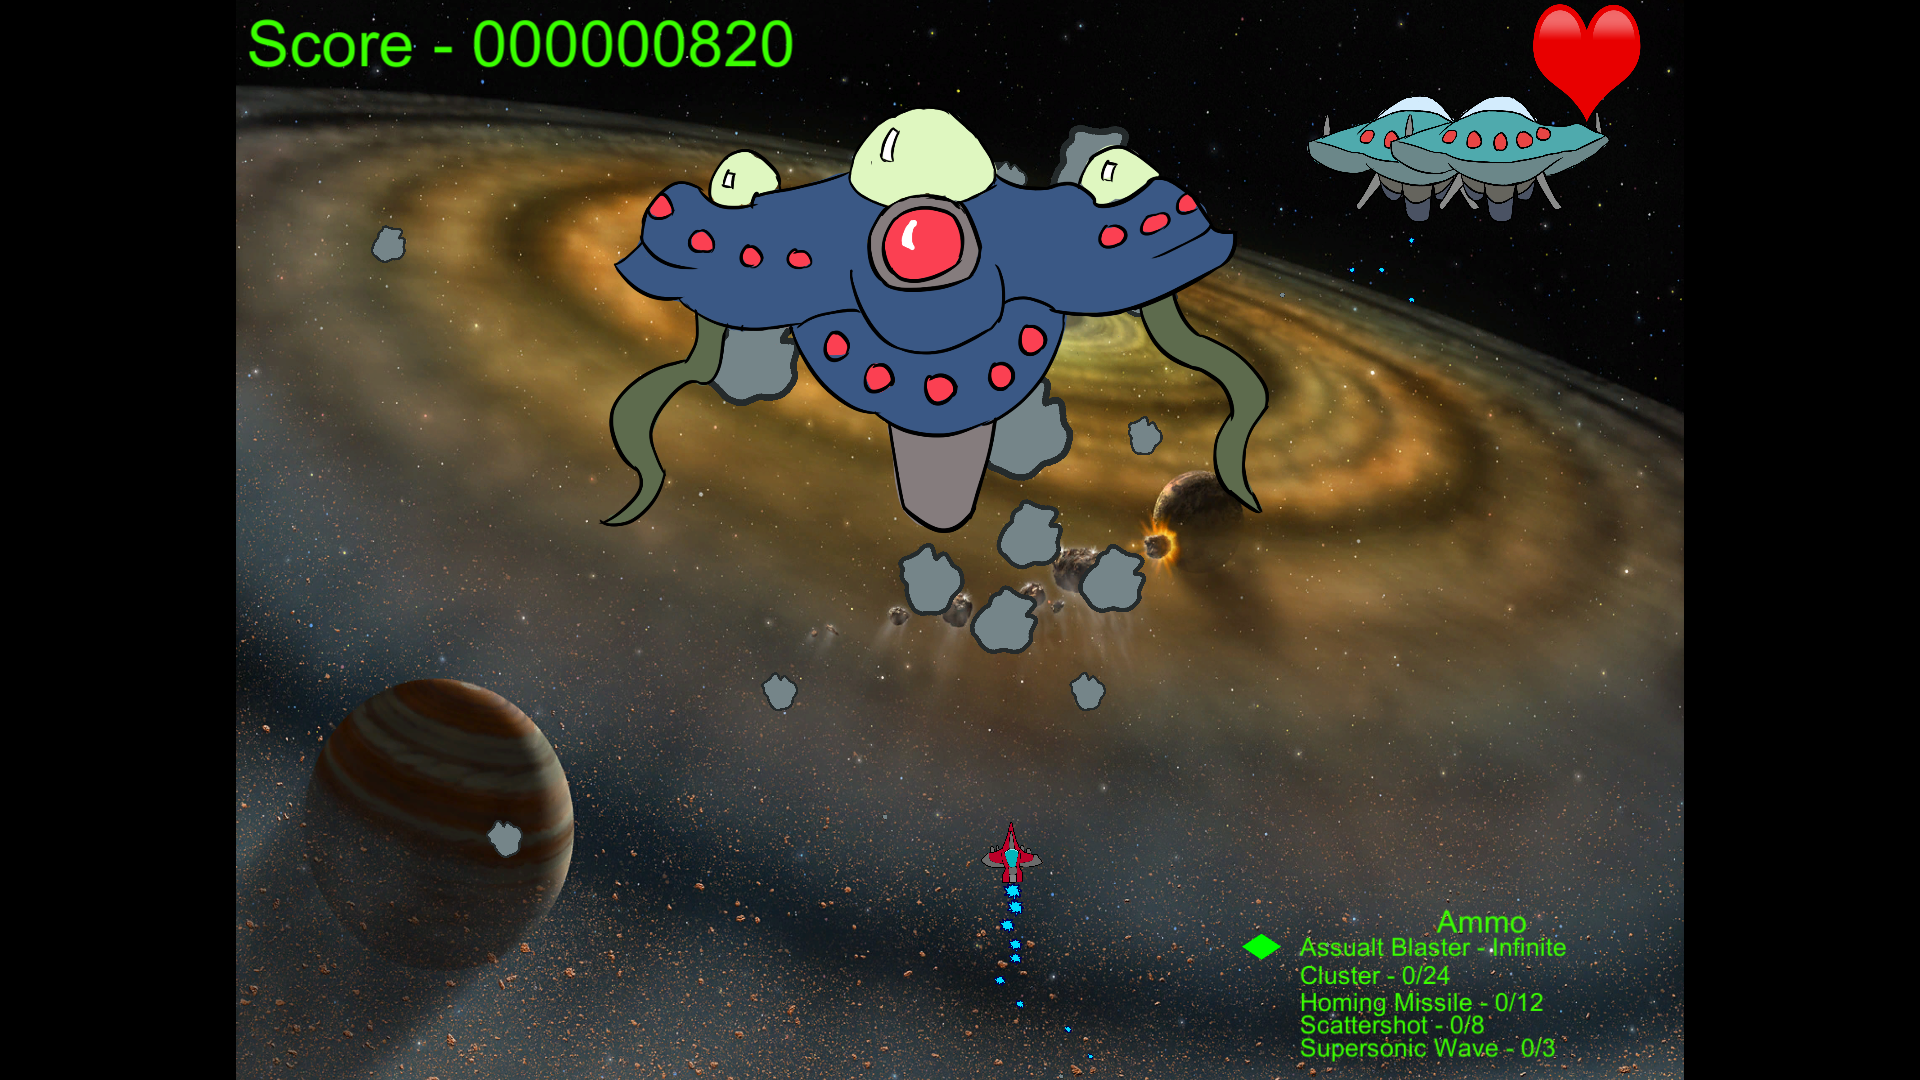 Score - 000000820
Ammo
Assualt Blaster - Infinite
Cluster - 0/24
Homing Missile - 0/12
Scattershot - 0/8
Supersonic Wave - 0/3